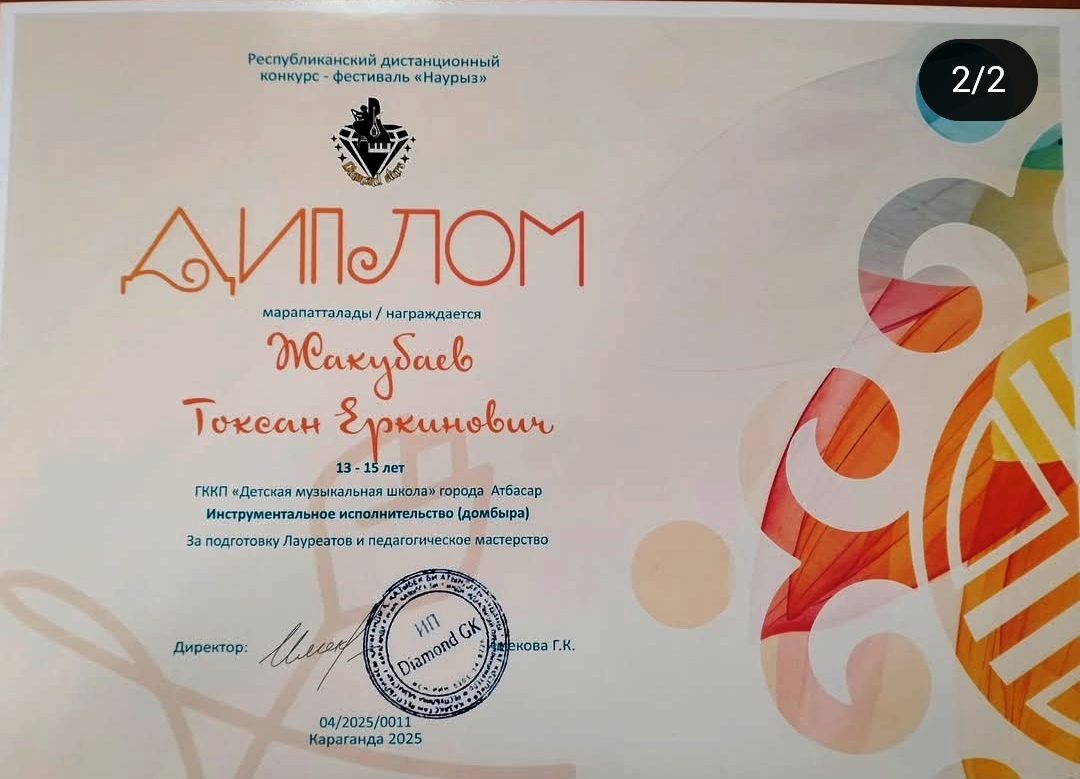 Республиканский дистанционный
конкурс - фестиваль «Наурыз»
2/2
Diamond stars
ДИПЛОМ
марапатталады / награждается
Жакубаев
Токсан Еркинович
13 - 15 лет
ГККП «Детская музыкальная школа» города Атбасар
Инструментальное исполнительство (домбыра)
За подготовку Лауреатов и педагогическое мастерство
ИП
Diamond GK
Директор:
Г.К.
04/2025/0011
Караганда 2025